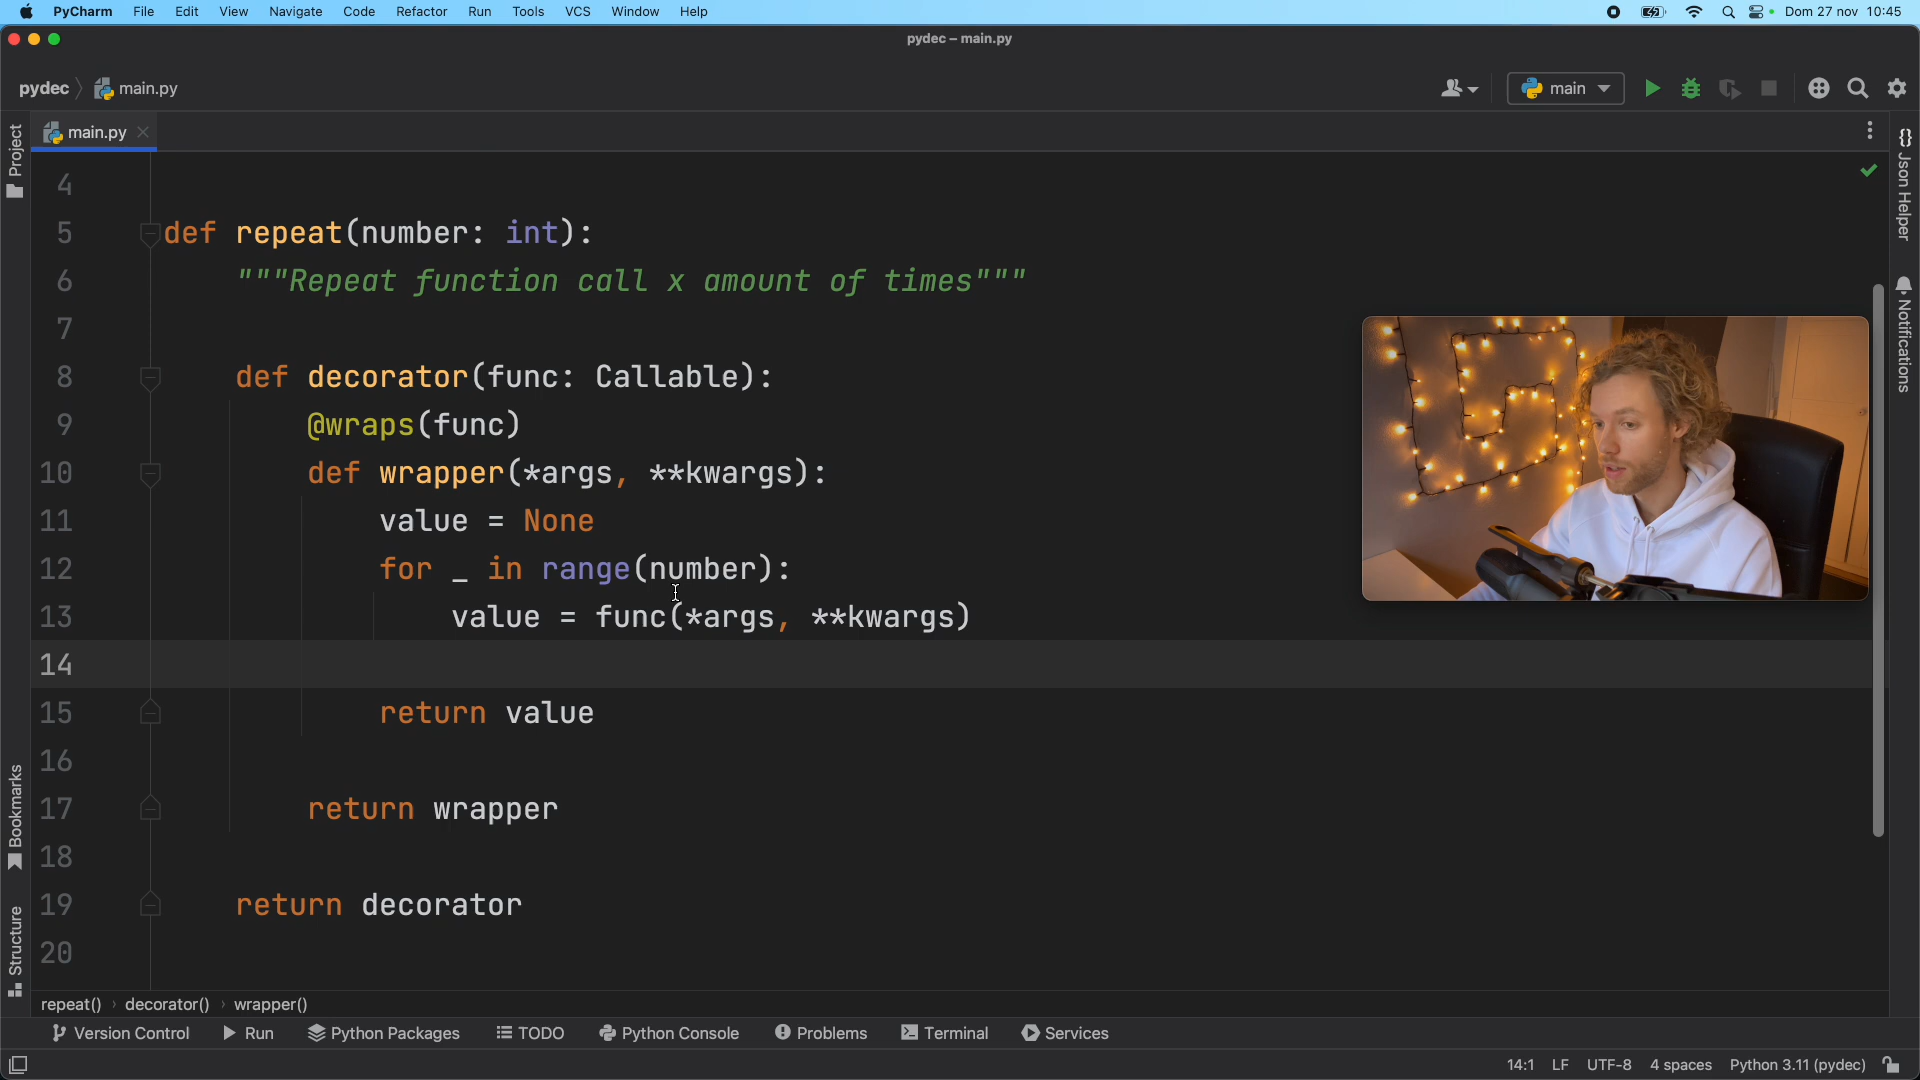 PyCharm File Edit View Navigate Code Refactor Run Tools VCS Window Help Dom 27 nov 10:45
pydec – main.py
pydec main.py main
main.py
Project
Json Helper
Notifications
Bookmarks
Structure
4
5 def repeat(number: int):
6 """Repeat function call x amount of times"""
7
8 def decorator(func: Callable):
9 @wraps(func)
10 def wrapper(*args, **kwargs):
11 value = None
12 for _ in range(number):
13 value = func(*args, **kwargs)
14
15 return value
16
17 return wrapper
18
19 return decorator
20
repeat() › decorator() › wrapper()
Version Control Run Python Packages TODO Python Console Problems Terminal Services
14:1 LF UTF-8 4 spaces Python 3.11 (pydec)